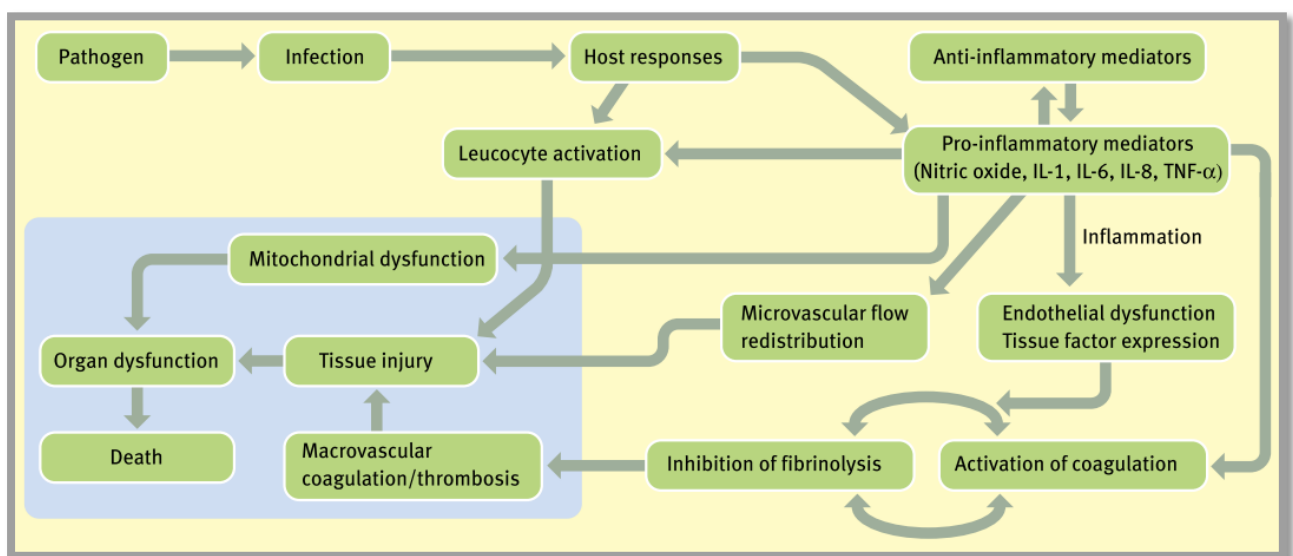 Pathogen
Infection
Host responses
Anti-inflammatory mediators
Leucocyte activation
Pro-inflammatory mediators
(Nitric oxide, IL-1, IL-6, IL-8, TNF-α)
Inflammation
Mitochondrial dysfunction
Microvascular flow
redistribution
Endothelial dysfunction
Tissue factor expression
Organ dysfunction
Tissue injury
Death
Macrovascular
coagulation/thrombosis
Inhibition of fibrinolysis
Activation of coagulation